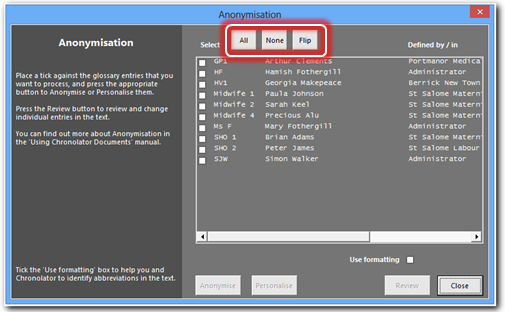 Anonymisation
Anonymisation
All None Flip
Select Defined by / in
Place a tick against the glossary entries that you
want to process, and press the appropriate
button to Anonymise or Personalise them.
Press the Review button to review and change
individual entries in the text.
You can find out more about Anonymisation in
the 'Using Chronolator Documents' manual.
GP1 Arthur Clements Portmanor Medica
HF Hamish Fothergill Administrator
HV1 Georgia Makepeace Berrick New Town
Midwife 1 Paula Johnson St Salome Matern
Midwife 2 Sarah Keel St Salome Matern
Midwife 4 Precious Alu St Salome Matern
Ms F Mary Fothergill Administrator
SHO 1 Brian Adams St Salome Matern
SHO 2 Peter James St Salome Labour
SJW Simon Walker Administrator
Use formatting
Tick the 'Use formatting' box to help you and
Chronolator to identify abbreviations in the text.
Anonymise Personalise Review Close